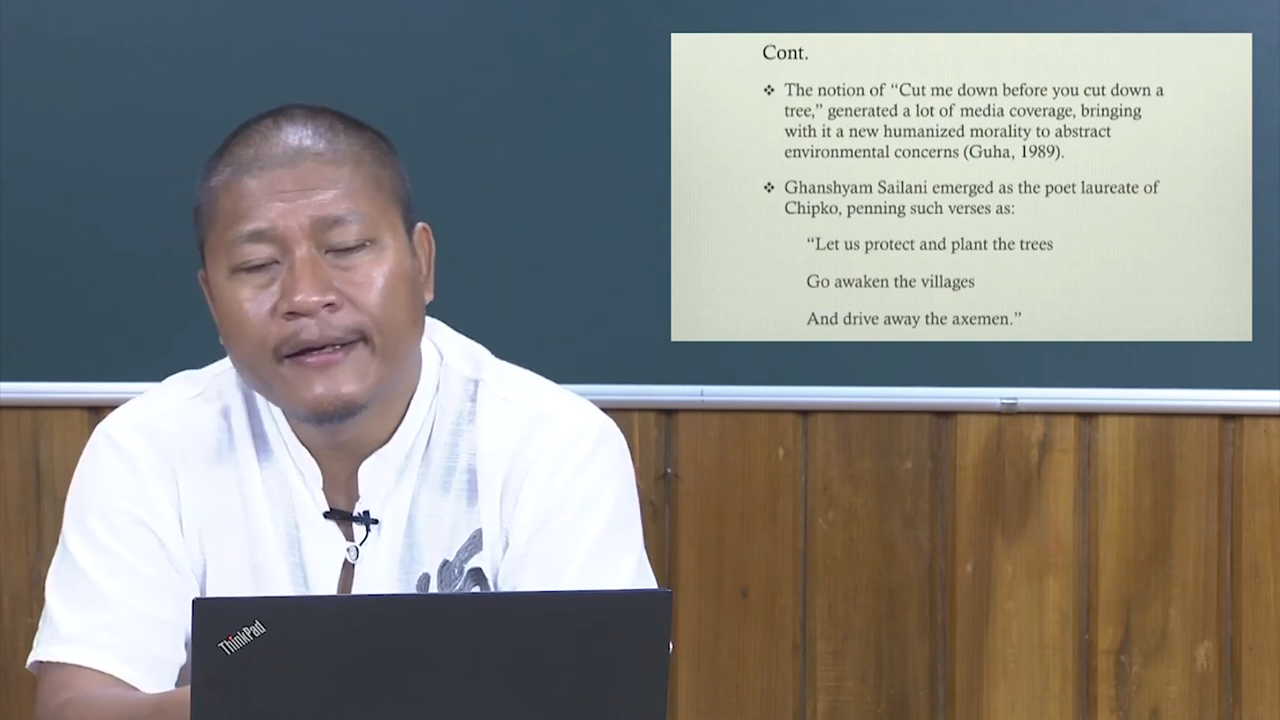 Cont.
❖ The notion of “Cut me down before you cut down a
tree,” generated a lot of media coverage, bringing
with it a new humanized morality to abstract
environmental concerns (Guha, 1989).
❖ Ghanshyam Sailani emerged as the poet laureate of
Chipko, penning such verses as:
“Let us protect and plant the trees
Go awaken the villages
And drive away the axemen.”
ThinkPad